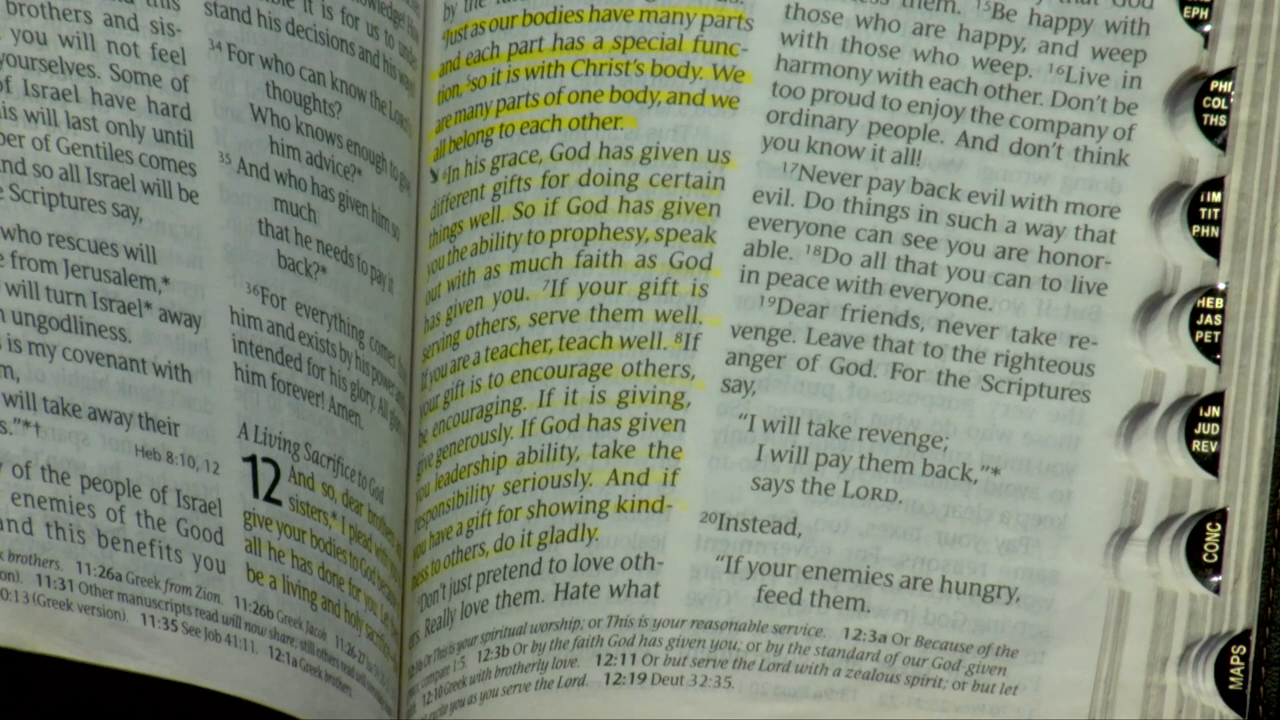 brothers and sis-
you will not feel
yourselves. Some of
of Israel have hard
is will last only until
ber of Gentiles comes
nd so all Israel will be
e Scriptures say,
who rescues will
e from Jerusalem,*
will turn Israel* away
ungodliness.
is my covenant with
will take away their
s."*†
Heb 8:10, 12
of the people of Israel
enemies of the Good
and this benefits you
brothers. 11:26a Greek from Zion. 11:26b Greek Jacob
11:31 Other manuscripts read will now share; still others read
0:13 (Greek version). 11:35 See Job 41:11. 12:1a Greek brothers
stand his decisions and his
34 For who can know the LORD's
thoughts?
Who knows enough to give
him advice?*
35 And who has given him so
much
that he needs to pay it
back?*
36For everything comes
him and exists by his power and
intended for his glory. All glory
him forever! Amen.
A Living Sacrifice to God
12 And so, dear brothers
sisters,* I plead with
give your bodies to God because
all he has done for you. Let
be a living and holy
by the
4Just as our bodies have many parts
and each part has a special func-
tion, 5so it is with Christ's body. We
are many parts of one body, and we
all belong to each other.
6In his grace, God has given us
different gifts for doing certain
things well. So if God has given
you the ability to prophesy, speak
out with as much faith as God
has given you. 7If your gift is
serving others, serve them well.
If you are a teacher, teach well. 8If
your gift is to encourage others,
be encouraging. If it is giving,
give generously. If God has given
you leadership ability, take the
responsibility seriously. And if
you have a gift for showing kind-
ness to others, do it gladly.
9Don't just pretend to love oth-
ers. Really love them. Hate what
them. 15Be happy with
those who are happy, and weep
with those who weep. 16Live in
harmony with each other. Don't be
too proud to enjoy the company of
ordinary people. And don't think
you know it all!
17Never pay back evil with more
evil. Do things in such a way that
everyone can see you are honor-
able. 18Do all that you can to live
in peace with everyone.
19Dear friends, never take re-
venge. Leave that to the righteous
anger of God. For the Scriptures
say,
"I will take revenge;
I will pay them back,"*
says the LORD.
20Instead,
"If your enemies are hungry,
feed them.
Or This is your spiritual worship; or This is your reasonable service. 12:3a Or Because of the
compare 1:5. 12:3b Or by the faith God has given you; or by the standard of our God-given
12:10 Greek with brotherly love. 12:11 Or but serve the Lord with a zealous spirit; or but let
as you serve the Lord. 12:19 Deut 32:35.
EPH
PHI
COL
THS
TIM
TIT
PHN
HEB
JAS
PET
IJN
JUD
REV
CONC
MAPS